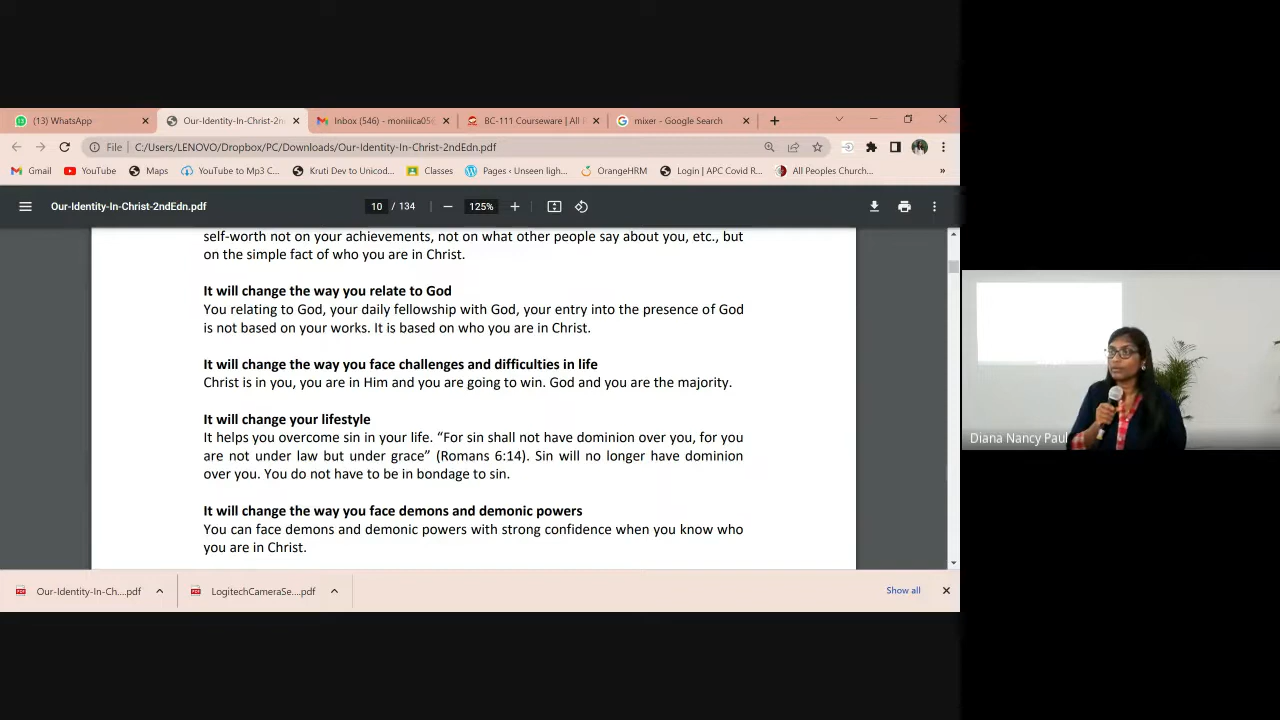 (13) WhatsApp
Our-Identity-In-Christ-2n
Inbox (546) - moniiica05
BC-111 Courseware | All
mixer - Google Search
File
C:/Users/LENOVO/Dropbox/PC/Downloads/Our-Identity-In-Christ-2ndEdn.pdf
Gmail
YouTube
Maps
YouTube to Mp3 C...
Kruti Dev to Unicod...
Classes
Pages ‹ Unseen ligh...
OrangeHRM
Login | APC Covid R...
All Peoples Church...
»
Our-Identity-In-Christ-2ndEdn.pdf
10 / 134
125%
self-worth not on your achievements, not on what other people say about you, etc., but
on the simple fact of who you are in Christ.
It will change the way you relate to God
You relating to God, your daily fellowship with God, your entry into the presence of God
is not based on your works. It is based on who you are in Christ.
It will change the way you face challenges and difficulties in life
Christ is in you, you are in Him and you are going to win. God and you are the majority.
It will change your lifestyle
It helps you overcome sin in your life. “For sin shall not have dominion over you, for you
are not under law but under grace” (Romans 6:14). Sin will no longer have dominion
over you. You do not have to be in bondage to sin.
It will change the way you face demons and demonic powers
You can face demons and demonic powers with strong confidence when you know who
you are in Christ.
Our-Identity-In-Ch....pdf
LogitechCameraSe....pdf
Show all
Diana Nancy Paul